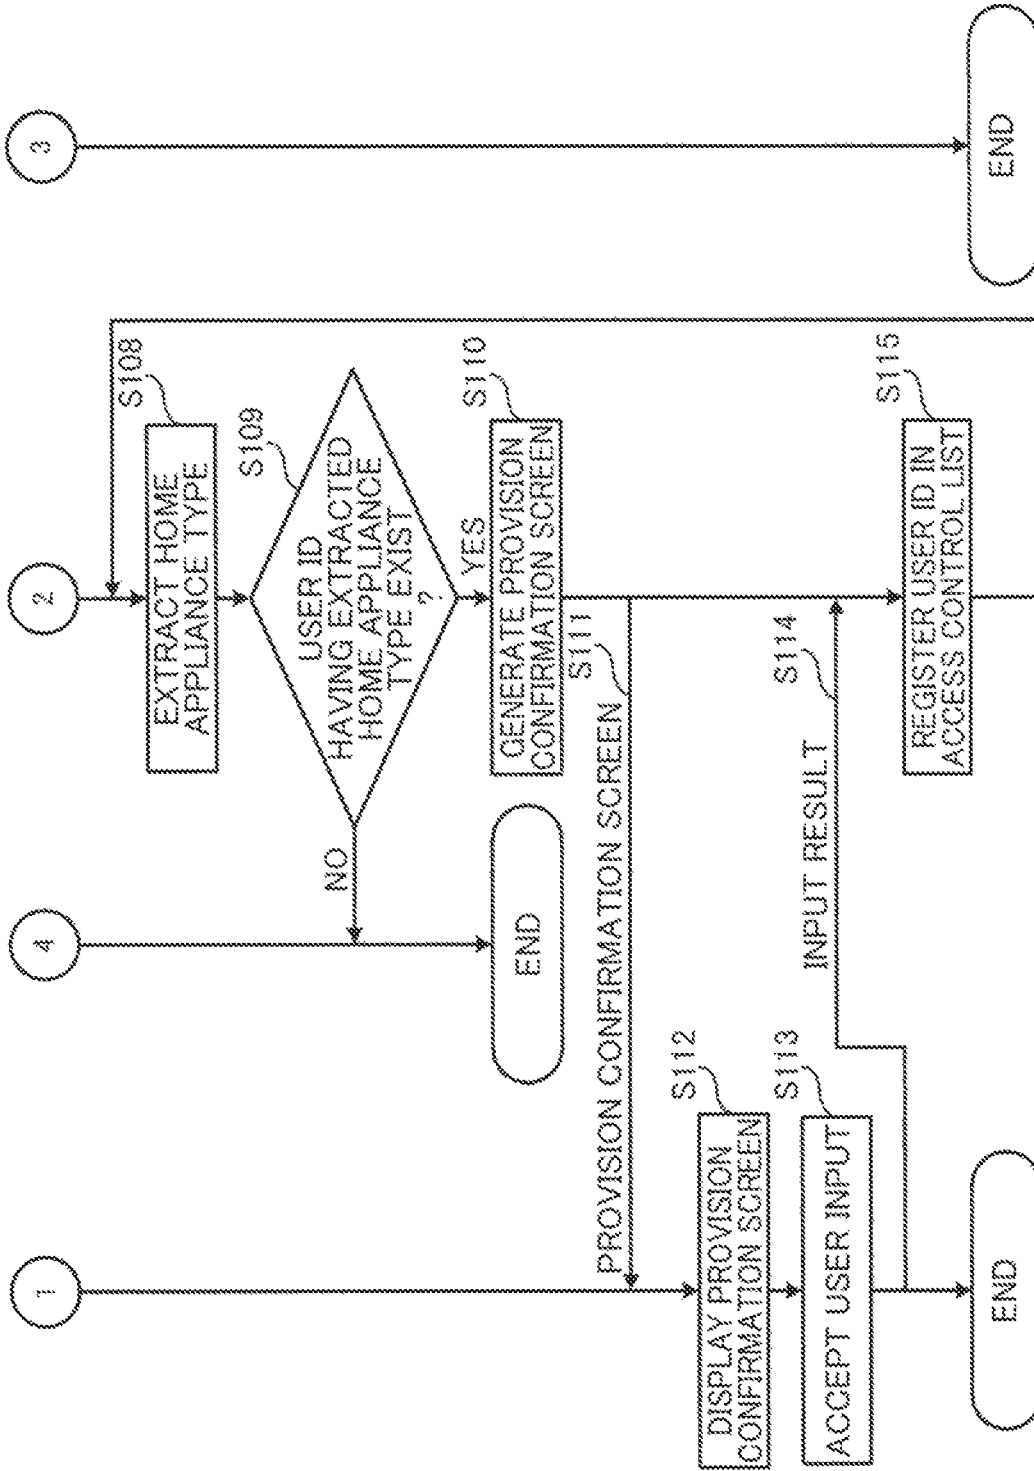 1
4
2
3
EXTRACT HOME
APPLIANCE TYPE
S108
USER ID
HAVING EXTRACTED
HOME APPLIANCE
TYPE EXIST
?
S109
NO
YES
END
GENERATE PROVISION
CONFIRMATION SCREEN
S110
PROVISION CONFIRMATION SCREEN
S111
DISPLAY PROVISION
CONFIRMATION SCREEN
S112
ACCEPT USER INPUT
S113
INPUT RESULT
S114
REGISTER USER ID IN
ACCESS CONTROL LIST
S115
END
END